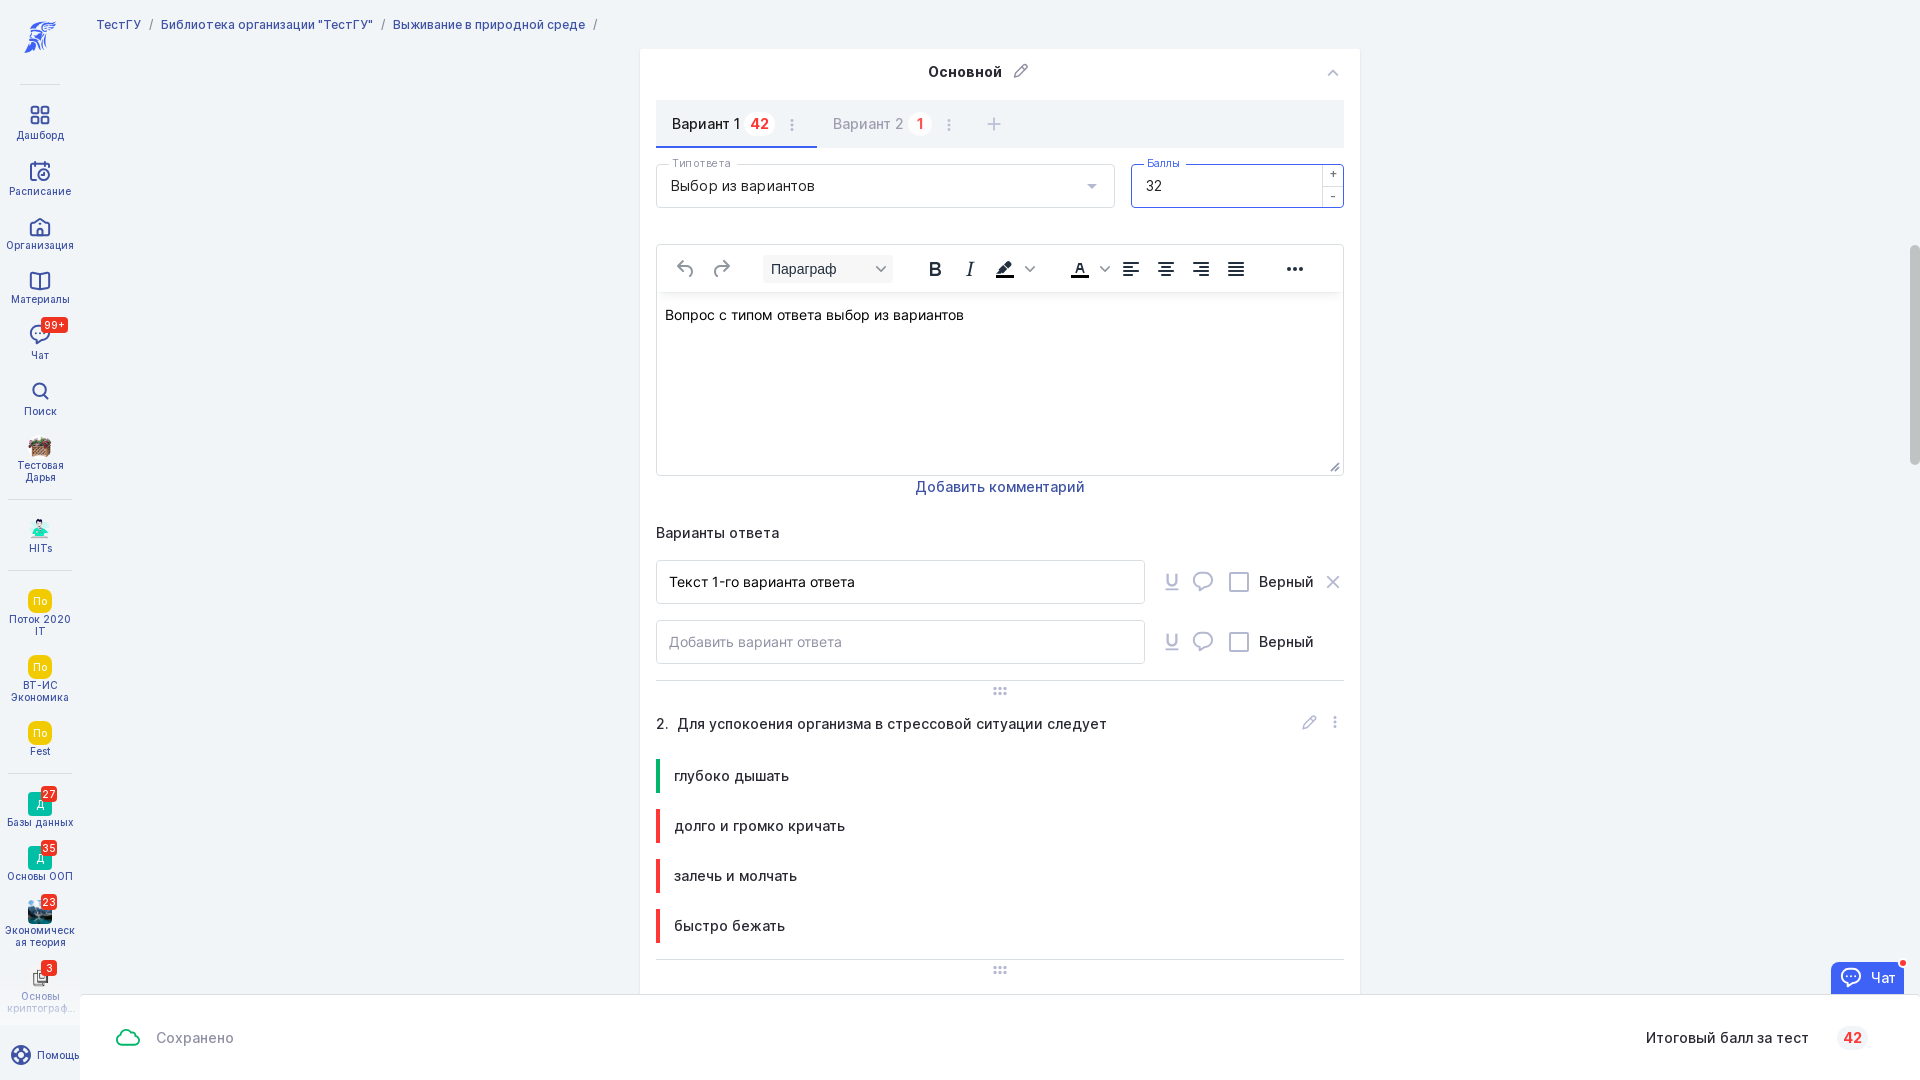 ТестГУ / Библиотека организации "ТестГУ" / Выживание в природной среде /
Дашборд
Расписание
Организация
Материалы
99+
Чат
Поиск
Тестовая
Дарья
HITs
По
Поток 2020
IT
По
ВТ-ИС
Экономика
По
Fest
27
Д
Базы данных
35
Д
Основы ООП
23
Экономическ
ая теория
3
Основы
криптограф...
Помощь
Основной
Вариант 1 42 Вариант 2 1 +
Тип ответа
Выбор из вариантов
Баллы
32
+
-
Параграф B I A
Вопрос с типом ответа выбор из вариантов
Добавить комментарий
Варианты ответа
Текст 1-го варианта ответа U Верный
Добавить вариант ответа U Верный
2. Для успокоения организма в стрессовой ситуации следует
глубоко дышать
долго и громко кричать
залечь и молчать
быстро бежать
Чат
Сохранено
Итоговый балл за тест 42